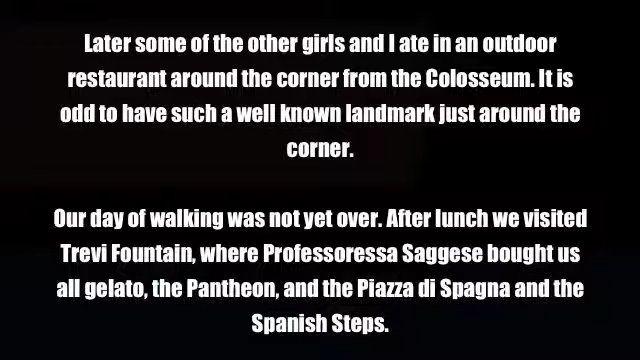 Later some of the other girls and I ate in an outdoor
restaurant around the corner from the Colosseum. It is
odd to have such a well known landmark just around the
corner.
Our day of walking was not yet over. After lunch we visited
Trevi Fountain, where Professoressa Saggese bought us
all gelato, the Pantheon, and the Piazza di Spagna and the
Spanish Steps.